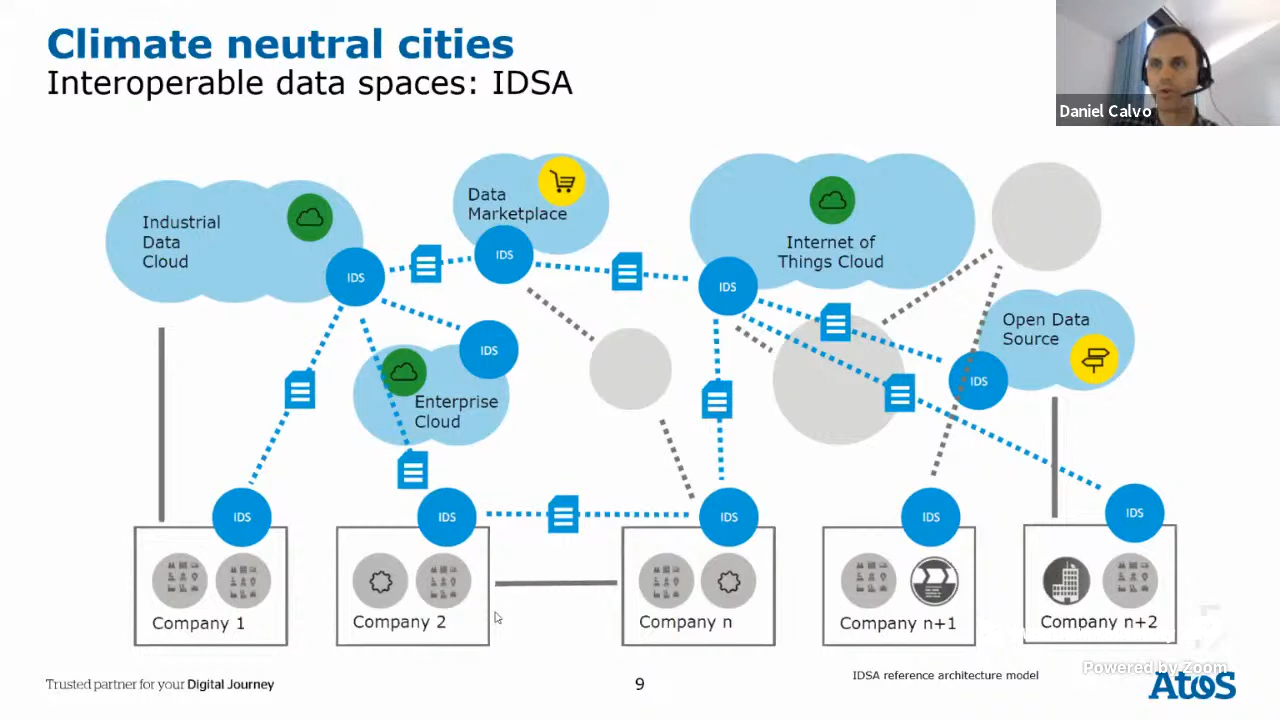 Climate neutral cities
Interoperable data spaces: IDSA
Daniel Calvo
Industrial
Data
Cloud
Data
Marketplace
Internet of
Things Cloud
Open Data
Source
Enterprise
Cloud
IDS
IDS
IDS
IDS
IDS
IDS
IDS
IDS
IDS
IDS
Company 1
Company 2
Company n
Company n+1
Company n+2
Trusted partner for your Digital Journey
9
IDSA reference architecture model
Powered by Zoom
Atos